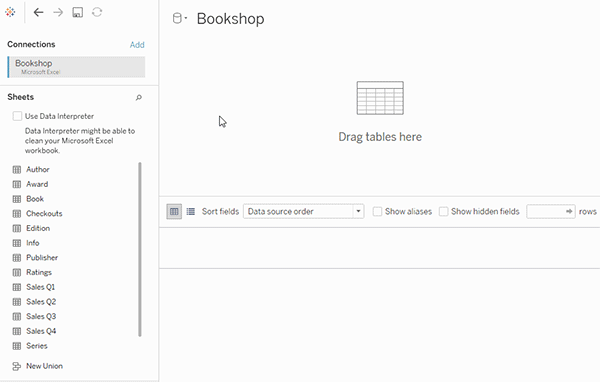 Bookshop
Connections
Add
Bookshop
Microsoft Excel
Sheets
Use Data Interpreter
Data Interpreter might be able to
clean your Microsoft Excel
workbook.
Author
Award
Book
Checkouts
Edition
Info
Publisher
Ratings
Sales Q1
Sales Q2
Sales Q3
Sales Q4
Series
New Union
Drag tables here
Sort fields
Data source order
Show aliases
Show hidden fields
rows